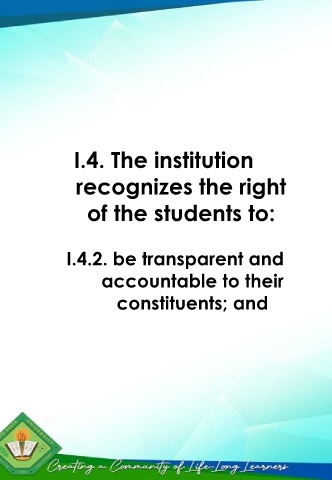 I.4. The institution
recognizes the right
of the students to:
I.4.2. be transparent and
accountable to their
constituents; and
Creating a Community of Life-Long Learners